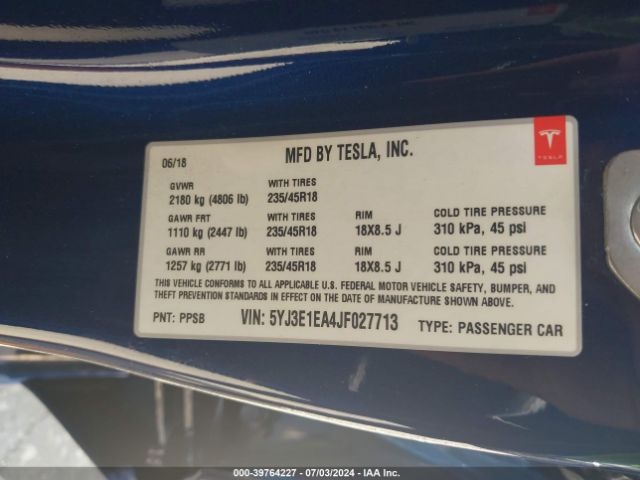 06/18 MFD BY TESLA, INC. TESLA
GVWR WITH TIRES
2180 kg (4806 lb) 235/45R18
GAWR FRT WITH TIRES RIM COLD TIRE PRESSURE
1110 kg (2447 lb) 235/45R18 18X8.5 J 310 kPa, 45 psi
GAWR RR WITH TIRES RIM COLD TIRE PRESSURE
1257 kg (2771 lb) 235/45R18 18X8.5 J 310 kPa, 45 psi
THIS VEHICLE CONFORMS TO ALL APPLICABLE U.S. FEDERAL MOTOR VEHICLE SAFETY, BUMPER, AND
THEFT PREVENTION STANDARDS IN EFFECT ON THE DATE OF MANUFACTURE SHOWN ABOVE.
PNT: PPSB VIN: 5YJ3E1EA4JF027713 TYPE: PASSENGER CAR
000-39764227 - 07/03/2024 - IAA Inc.